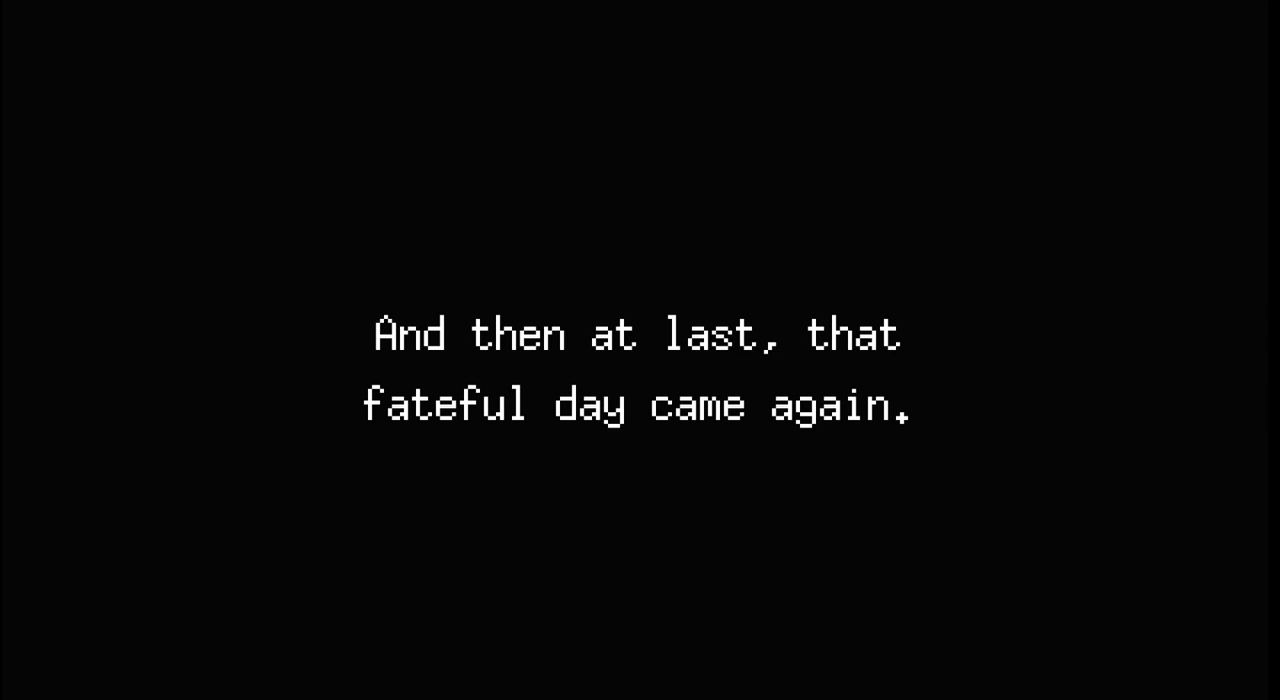 And then at last, that
fateful day came again.